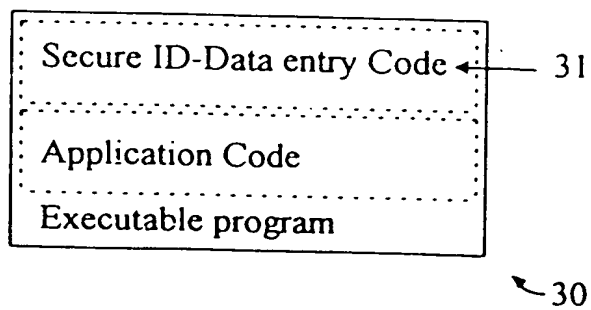 Secure ID-Data entry Code 31
Application Code
Executable program
30